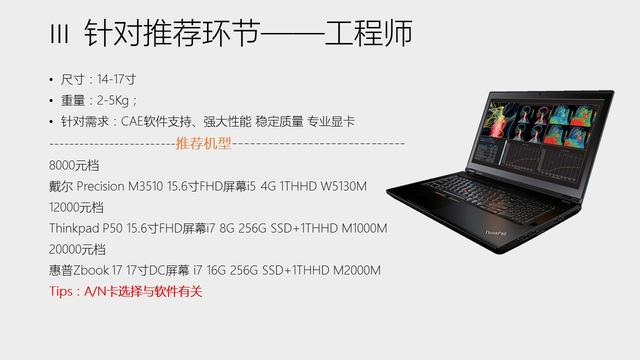 III 针对推荐环节——工程师
• 尺寸：14-17寸
• 重量：2-5Kg；
• 针对需求：CAE软件支持、强大性能 稳定质量 专业显卡
-------------------------推荐机型-----------------------------
8000元档
戴尔 Precision M3510 15.6寸FHD屏幕i5 4G 1THHD W5130M
12000元档
Thinkpad P50 15.6寸FHD屏幕i7 8G 256G SSD+1THHD M1000M
20000元档
惠普Zbook 17 17寸DC屏幕 i7 16G 256G SSD+1THHD M2000M
Tips：A/N卡选择与软件有关
ThinkPad